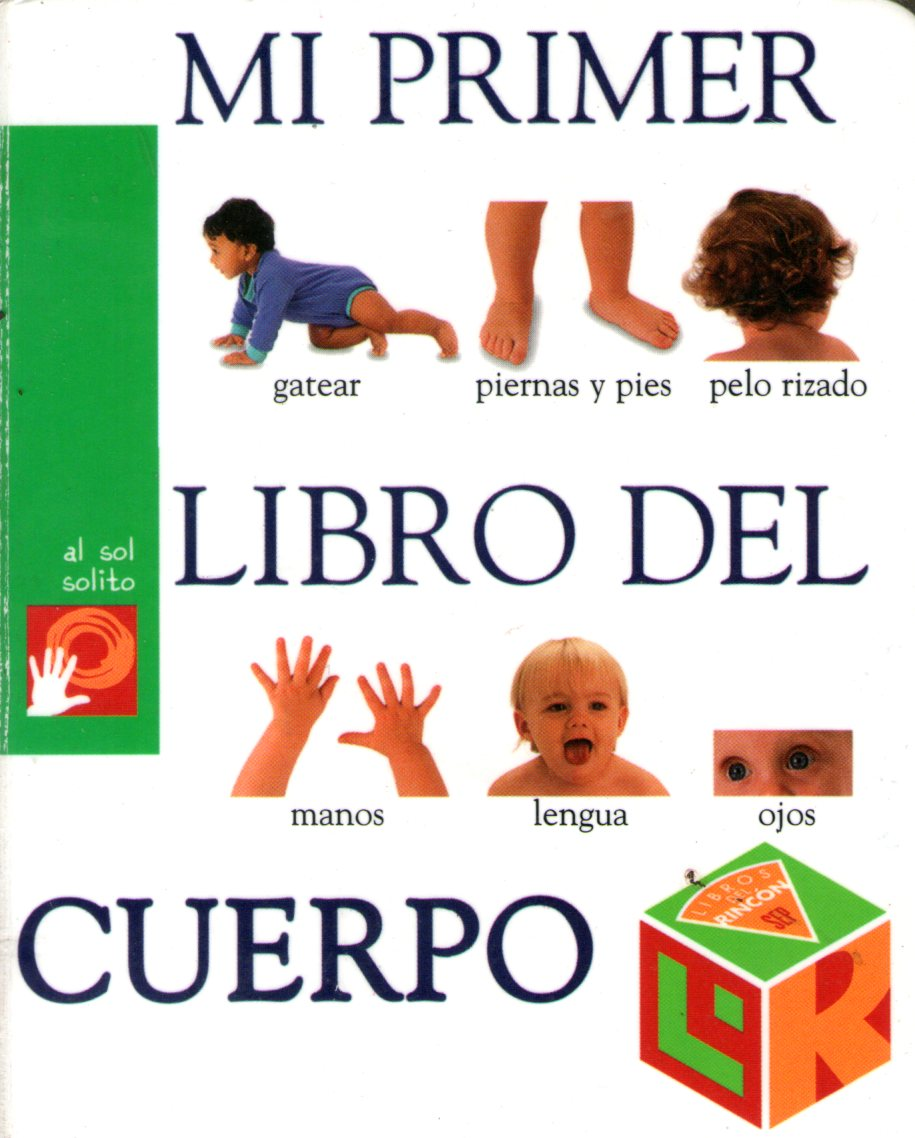 MI PRIMER
gatear
piernas y pies
pelo rizado
LIBRO DEL
al sol
solito
manos
lengua
ojos
CUERPO
LIBROS
DEL
RINCÓN
SEP
L
R